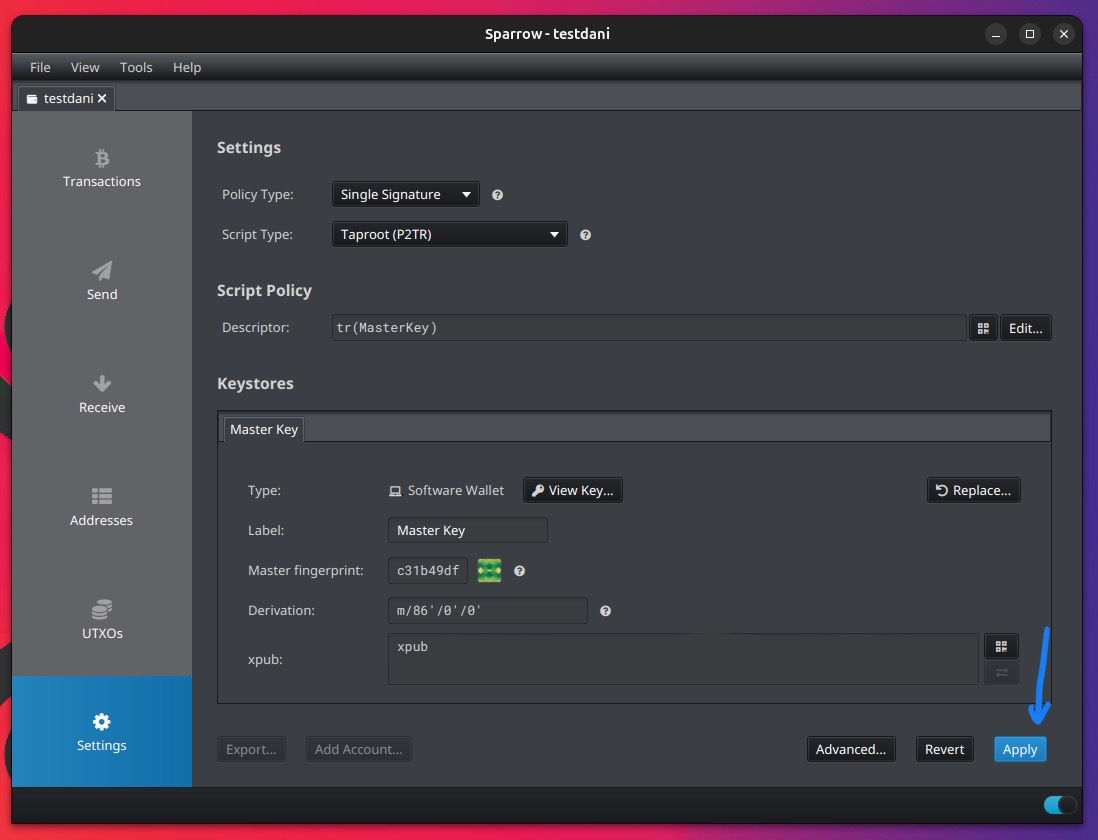 Sparrow - testdani
File View Tools Help
testdani
Transactions
Send
Receive
Addresses
UTXOs
Settings
Settings
Policy Type: Single Signature
Script Type: Taproot (P2TR)
Script Policy
Descriptor: tr(MasterKey) Edit...
Keystores
Master Key
Type: Software Wallet View Key... Replace...
Label: Master Key
Master fingerprint: c31b49df
Derivation: m/86'/0'/0'
xpub: xpub
Export... Add Account... Advanced... Revert Apply